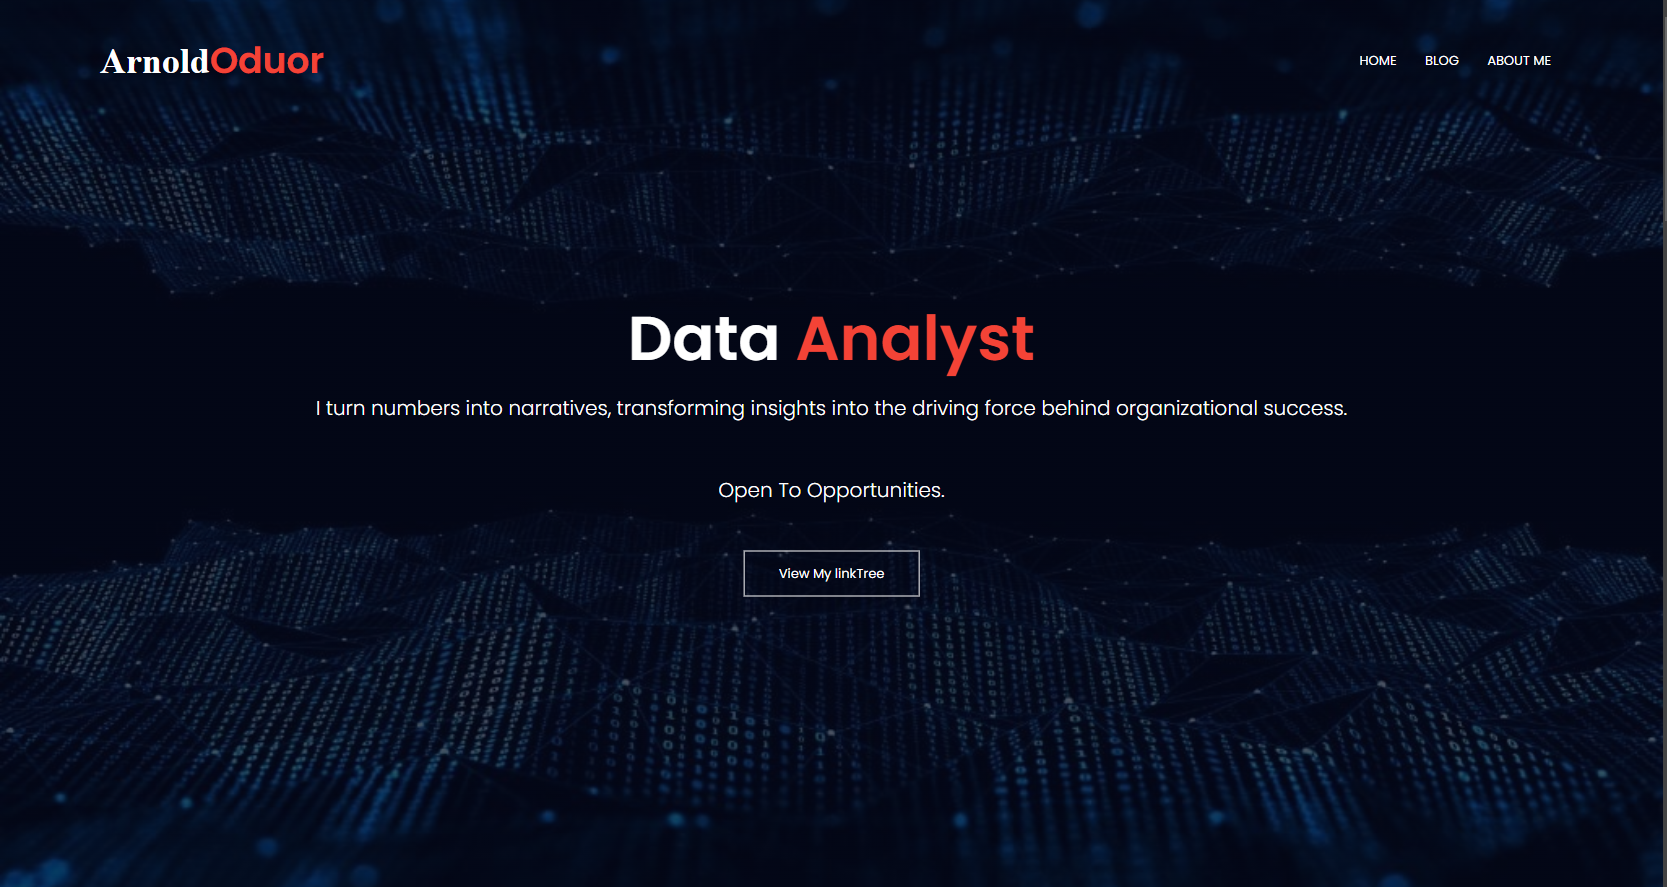 ArnoldOduor
HOME BLOG ABOUT ME
Data Analyst
I turn numbers into narratives, transforming insights into the driving force behind organizational success.
Open To Opportunities.
View My linkTree